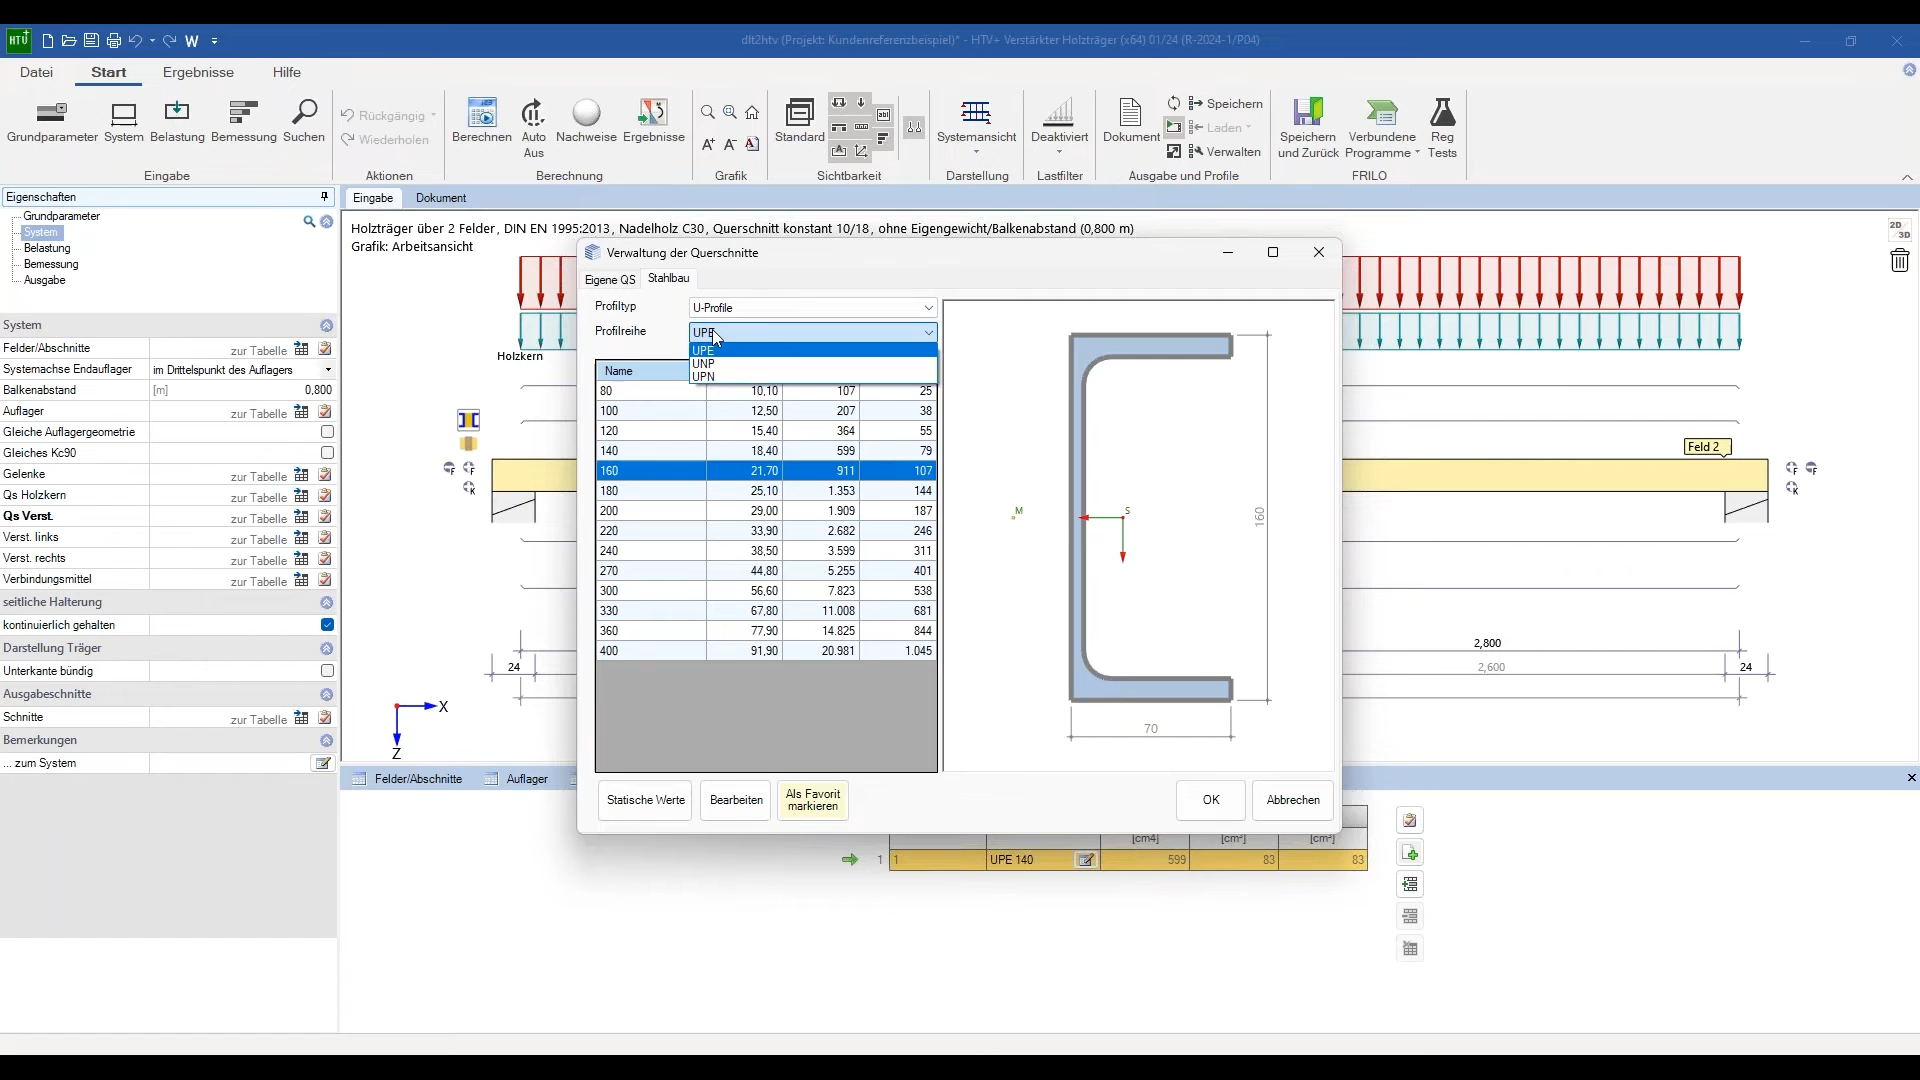 HTV+
W
dlt2htv (Projekt: Kundenreferenzbeispiel)* - HTV+ Verstärkter Holzträger (x64) 01/24 (R-2024-1/P04)
Datei Start Ergebnisse Hilfe
Grundparameter System Belastung Bemessung Suchen
Eingabe
Rückgängig
Wiederholen
Aktionen
Berechnen Auto Aus Nachweise Ergebnisse
Berechnung
Grafik
Standard
Sichtbarkeit
Systemansicht
Darstellung
Deaktiviert
Lastfilter
Dokument
Speichern
Laden
Verwalten
Ausgabe und Profile
Speichern und Zurück
Verbundene Programme
Reg Tests
FRILO
Eigenschaften
Grundparameter
System
Belastung
Bemessung
Ausgabe
System
Felder/Abschnitte zur Tabelle
Systemachse Endauflager im Drittelspunkt des Auflagers
Balkenabstand [m] 0,800
Auflager zur Tabelle
Gleiche Auflagergeometrie
Gleiches Kc90
Gelenke zur Tabelle
Qs Holzkern zur Tabelle
Qs Verst. zur Tabelle
Verst. links zur Tabelle
Verst. rechts zur Tabelle
Verbindungsmittel zur Tabelle
seitliche Halterung
kontinuierlich gehalten
Darstellung Träger
Unterkante bündig
Ausgabeschnitte
Schnitte zur Tabelle
Bemerkungen
... zum System
Eingabe Dokument
Holzträger über 2 Felder, DIN EN 1995:2013, Nadelholz C30, Querschnitt konstant 10/18, ohne Eigengewicht/Balkenabstand (0,800 m)
Grafik: Arbeitsansicht
2D/3D
Holzkern
F F
K
Feld 2
F F
K
24
2,800
2,600
24
X
Z
Verwaltung der Querschnitte
Eigene QS Stahlbau
Profiltyp U-Profile
Profilreihe UPE
UPE
UNP
UPN
Name
80 10,10 107 25
100 12,50 207 38
120 15,40 364 55
140 18,40 599 79
160 21,70 911 107
180 25,10 1.353 144
200 29,00 1.909 187
220 33,90 2.682 246
240 38,50 3.599 311
270 44,80 5.255 401
300 56,60 7.823 538
330 67,80 11.008 681
360 77,90 14.825 844
400 91,90 20.981 1.045
M
S
160
70
Statische Werte Bearbeiten Als Favorit markieren OK Abbrechen
Felder/Abschnitte Auflager
[cm4]
1 1 UPE 140 599 83 83